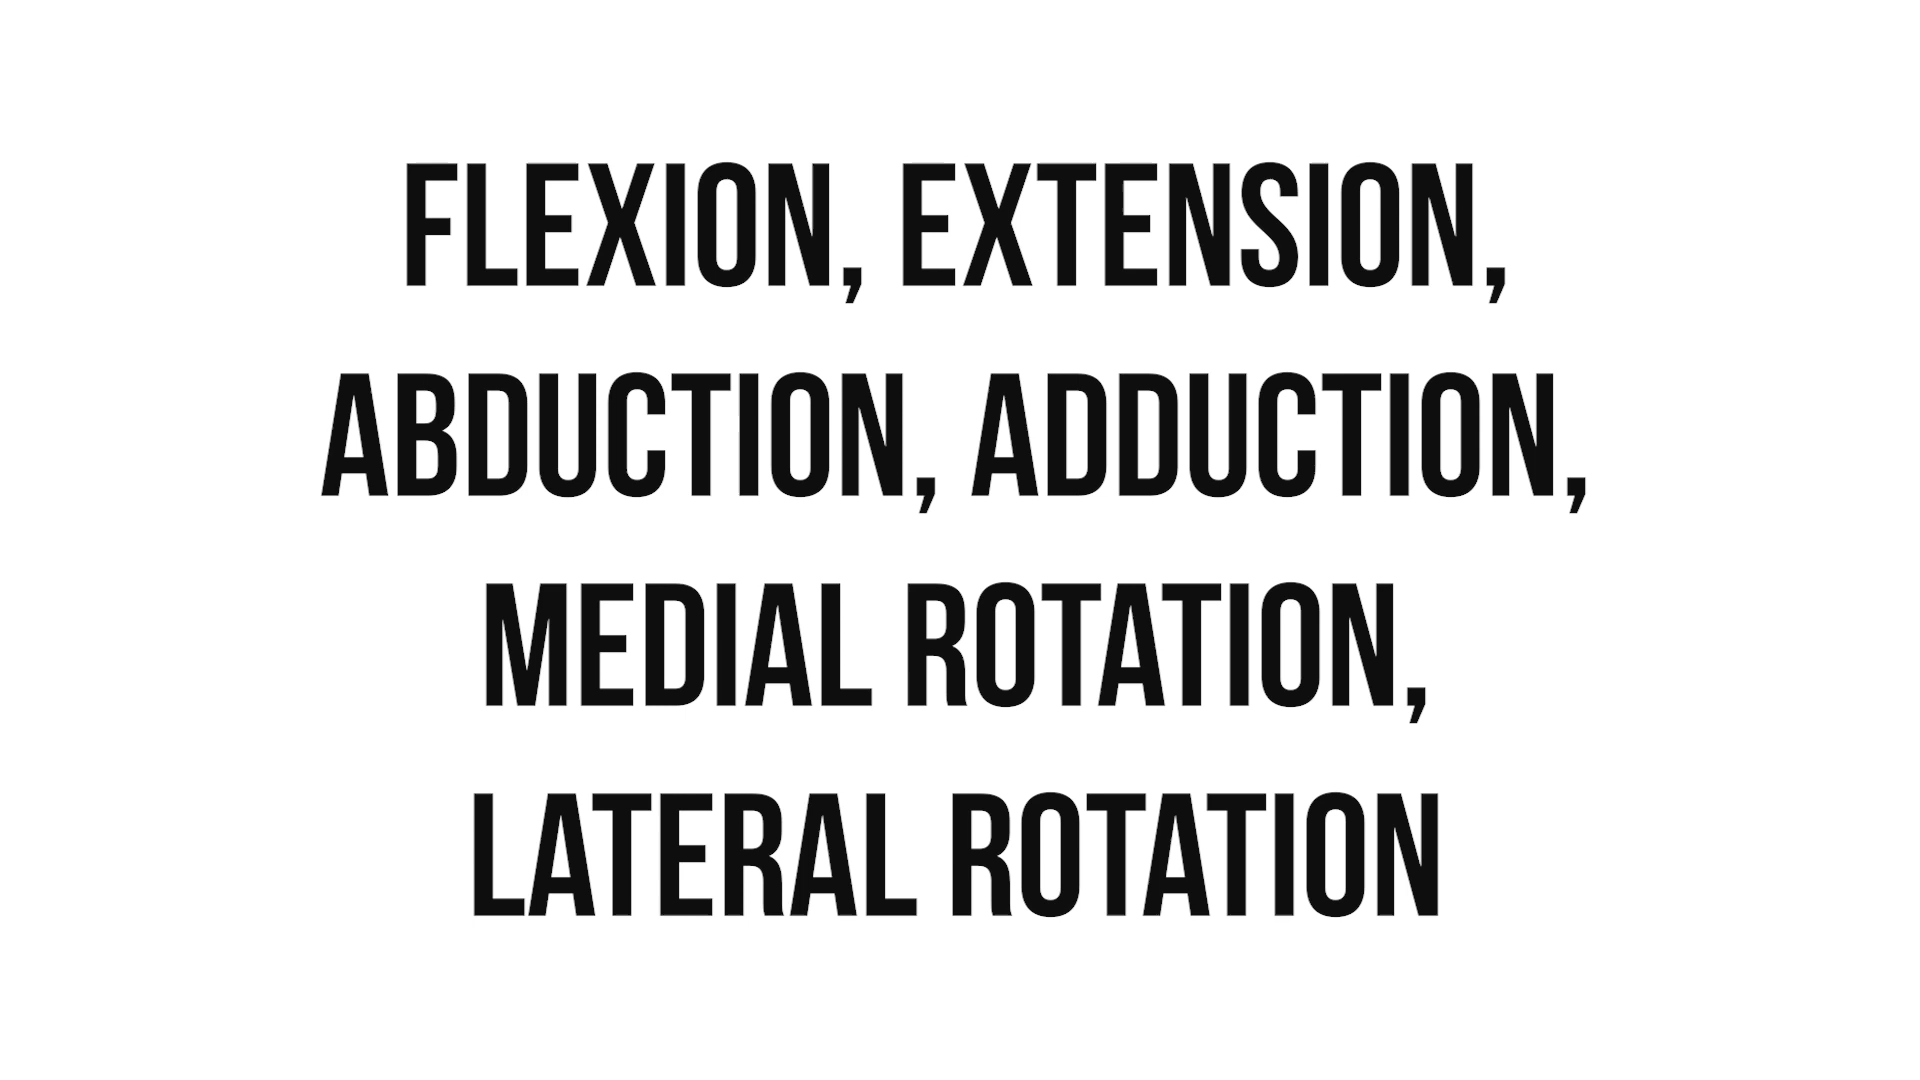 FLEXION, EXTENSION,
ABDUCTION, ADDUCTION,
MEDIAL ROTATION,
LATERAL ROTATION